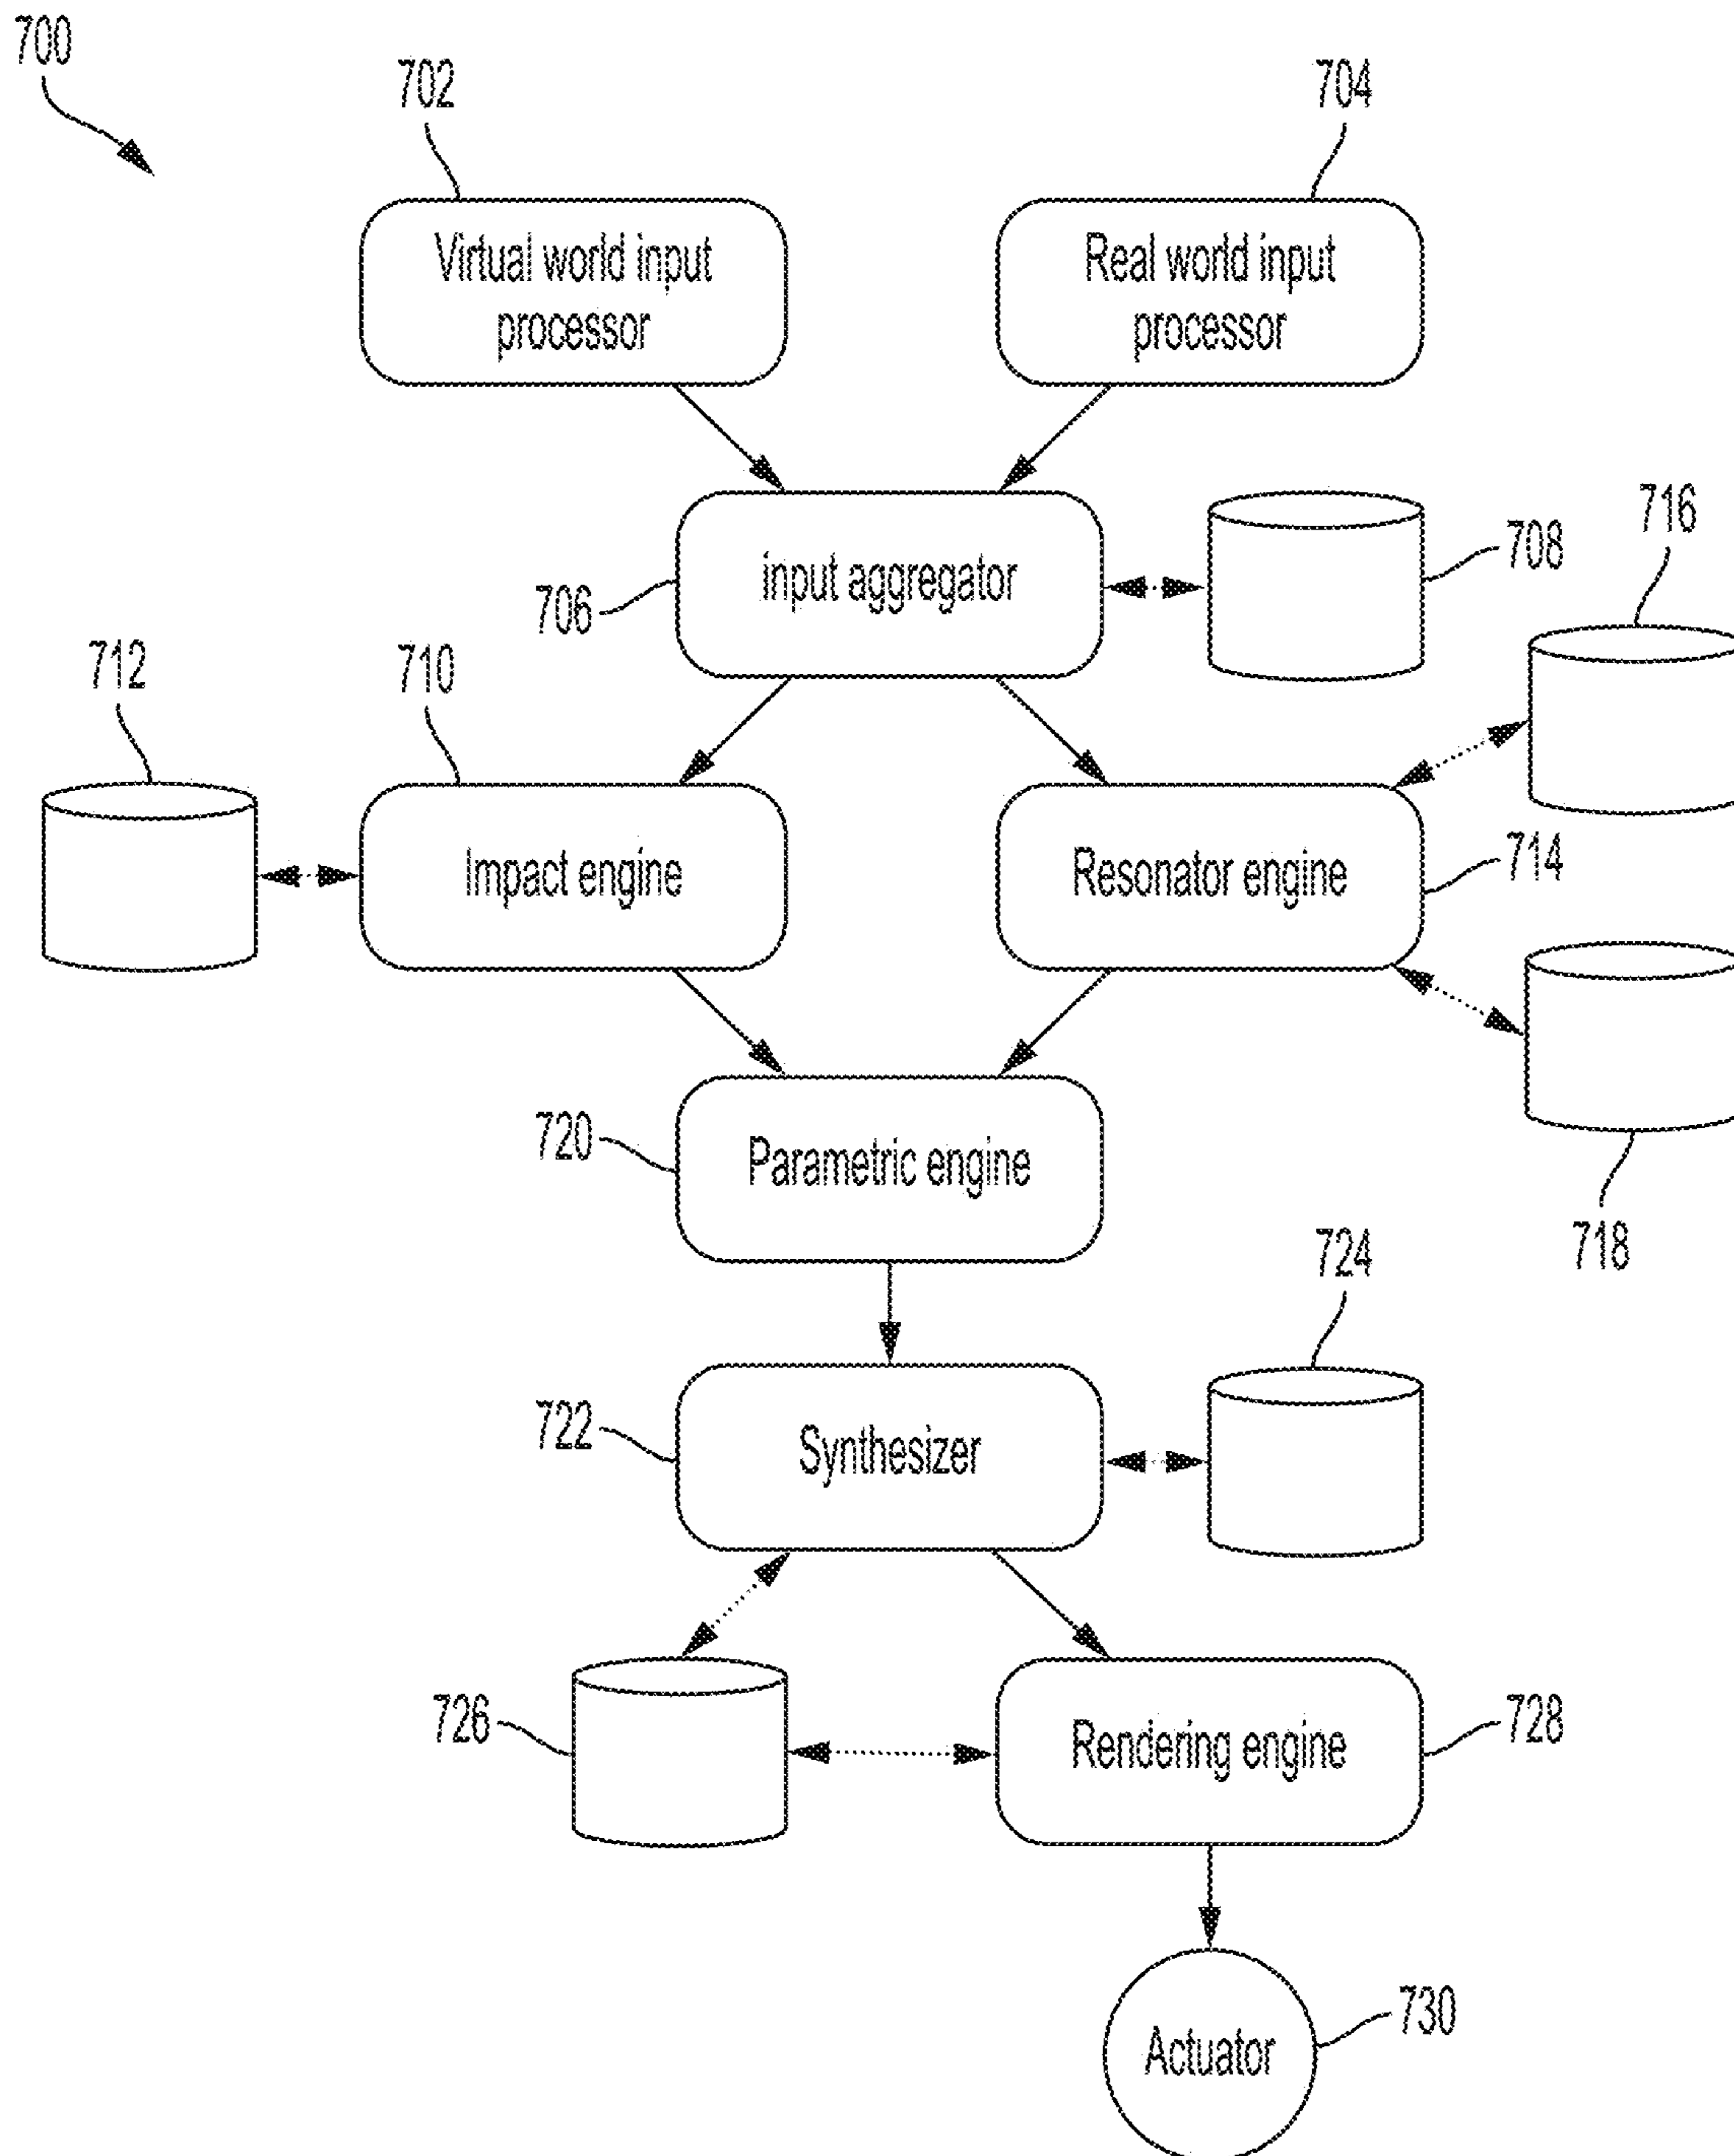 700
702
704
Virtual world input
processor
Real world input
processor
716
708
input aggregator
706
712
710
714
Impact engine
Resonator engine
720
Parametric engine
718
724
722
Synthesizer
726
Rendering engine
728
730
Actuator